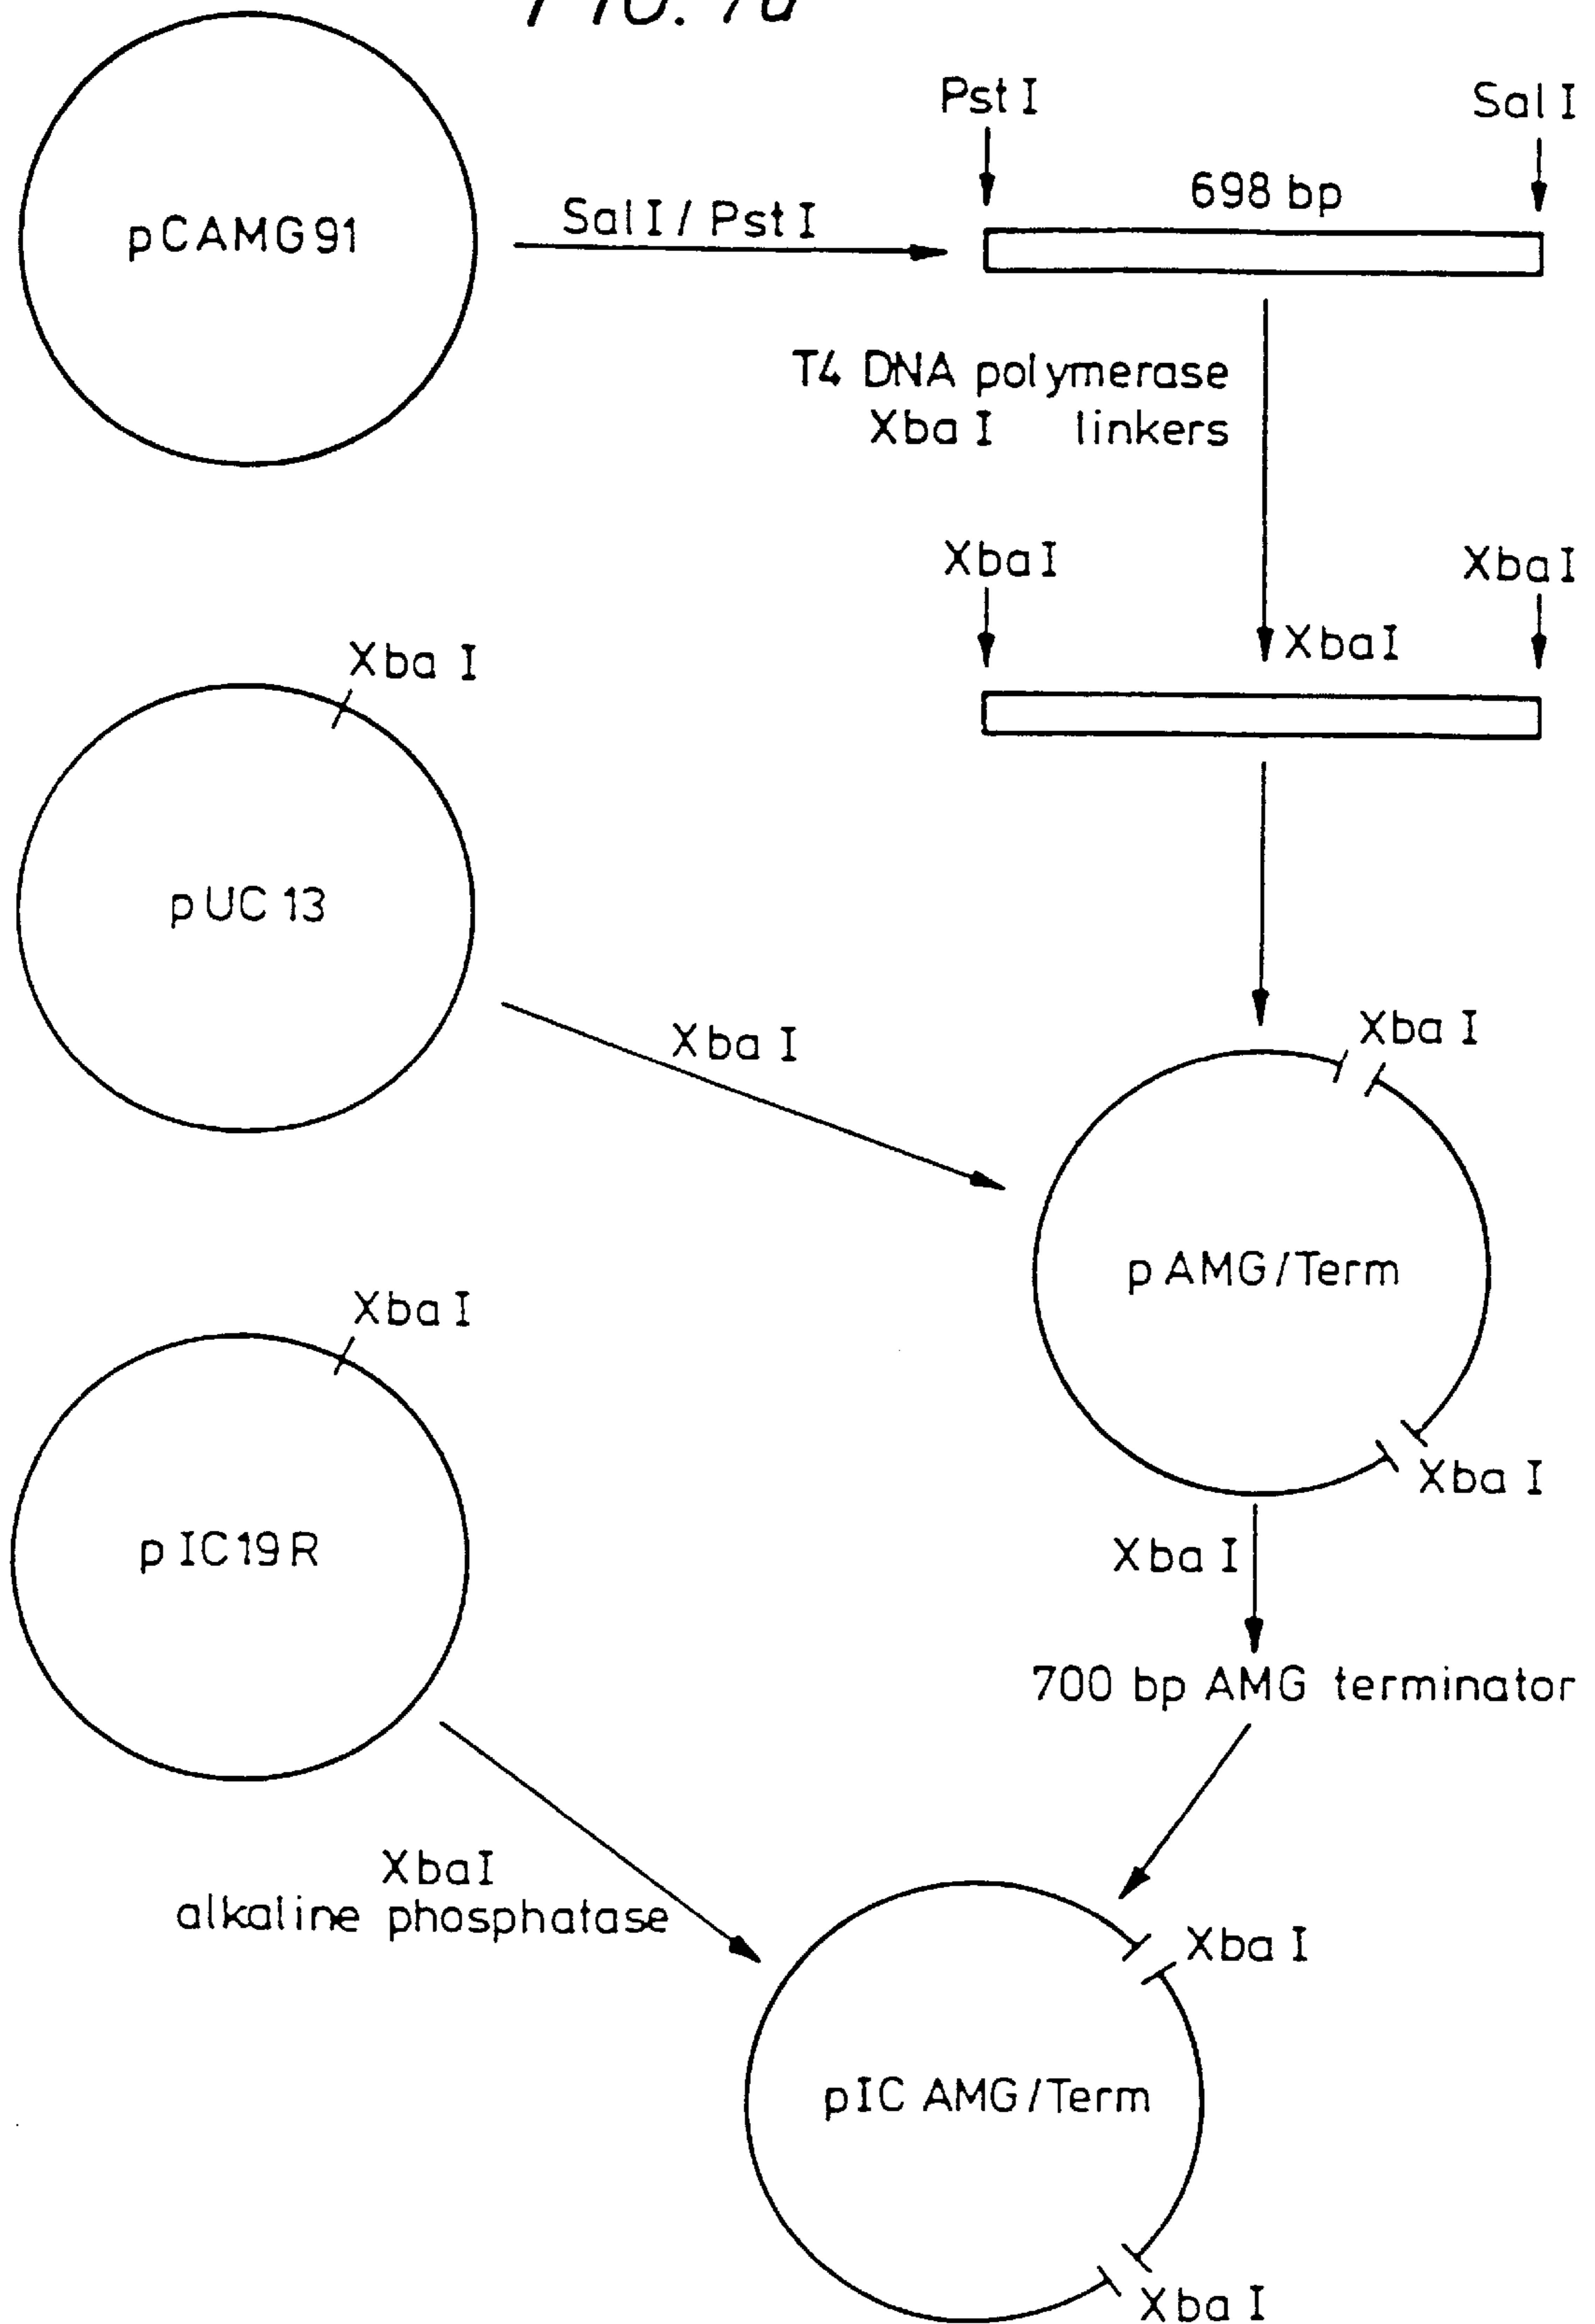 Pst I
Sal I
698 bp
pCAMG91
Sal I / Pst I
T4 DNA polymerase
Xba I linkers
XbaI
XbaI
XbaI
Xba I
pUC 13
Xba I
Xba I
pAMG/Term
Xba I
Xba I
pIC19R
Xba I
700 bp AMG terminator
XbaI
alkaline phosphatase
Xba I
pIC AMG/Term
Xba I